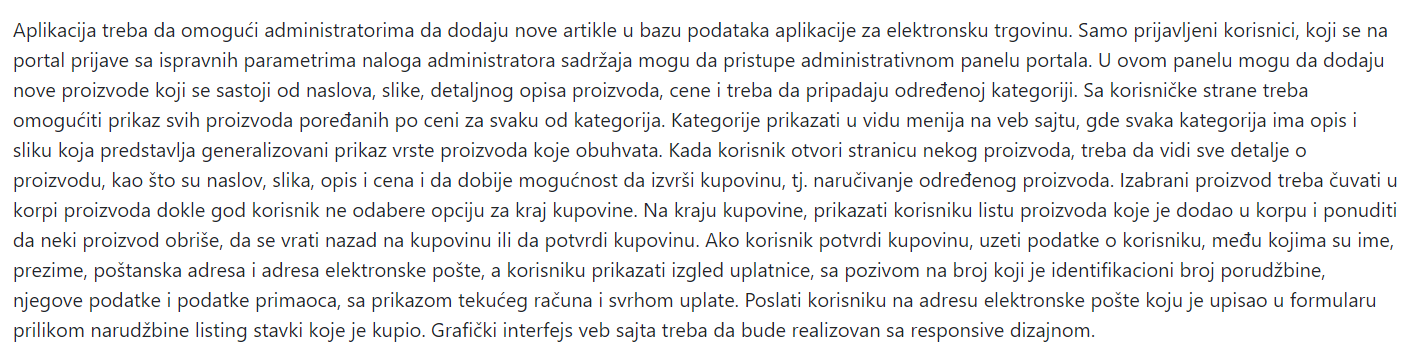 Aplikacija treba da omogući administratorima da dodaju nove artikle u bazu podataka aplikacije za elektronsku trgovinu. Samo prijavljeni korisnici, koji se na
portal prijave sa ispravnih parametrima naloga administratora sadržaja mogu da pristupe administrativnom panelu portala. U ovom panelu mogu da dodaju
nove proizvode koji se sastoji od naslova, slike, detaljnog opisa proizvoda, cene i treba da pripadaju određenoj kategoriji. Sa korisničke strane treba
omogućiti prikaz svih proizvoda poređanih po ceni za svaku od kategorija. Kategorije prikazati u vidu menija na veb sajtu, gde svaka kategorija ima opis i
sliku koja predstavlja generalizovani prikaz vrste proizvoda koje obuhvata. Kada korisnik otvori stranicu nekog proizvoda, treba da vidi sve detalje o
proizvodu, kao što su naslov, slika, opis i cena i da dobije mogućnost da izvrši kupovinu, tj. naručivanje određenog proizvoda. Izabrani proizvod treba čuvati u
korpi proizvoda dokle god korisnik ne odabere opciju za kraj kupovine. Na kraju kupovine, prikazati korisniku listu proizvoda koje je dodao u korpu i ponuditi
da neki proizvod obriše, da se vrati nazad na kupovinu ili da potvrdi kupovinu. Ako korisnik potvrdi kupovinu, uzeti podatke o korisniku, među kojima su ime,
prezime, poštanska adresa i adresa elektronske pošte, a korisniku prikazati izgled uplatnice, sa pozivom na broj koji je identifikacioni broj porudžbine,
njegove podatke i podatke primaoca, sa prikazom tekućeg računa i svrhom uplate. Poslati korisniku na adresu elektronske pošte koju je upisao u formularu
prilikom narudžbine listing stavki koje je kupio. Grafički interfejs veb sajta treba da bude realizovan sa responsive dizajnom.